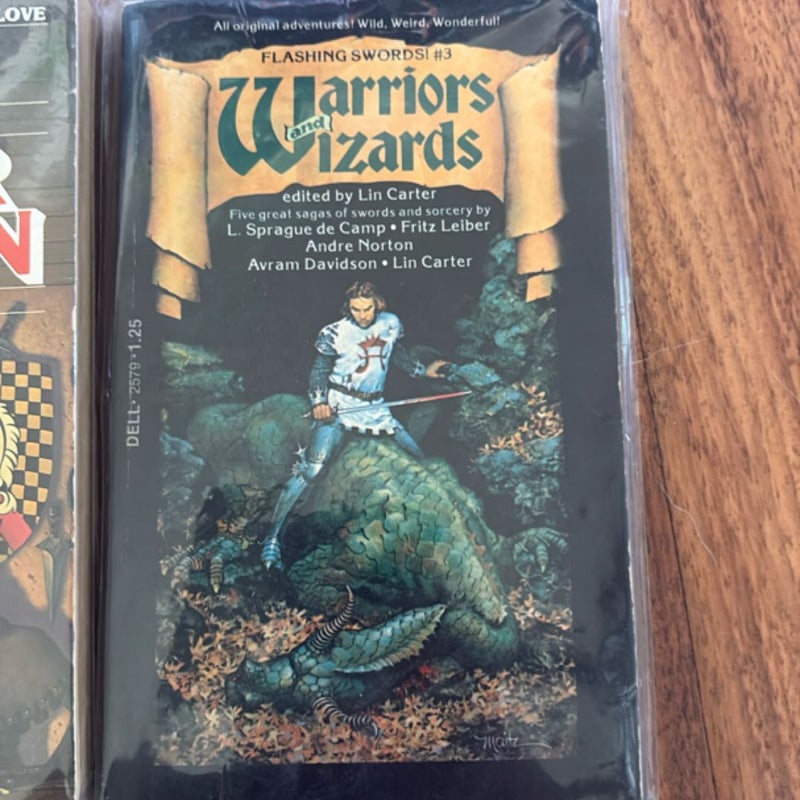 LOVE
R
N
All original adventures! Wild, Weird, Wonderful!
FLASHING SWORDS! #3
Warriors
and
Wizards
edited by Lin Carter
Five great sagas of swords and sorcery by
L. Sprague de Camp • Fritz Leiber
Andre Norton
Avram Davidson • Lin Carter
DELL • 2579 • 1.25
Maitz